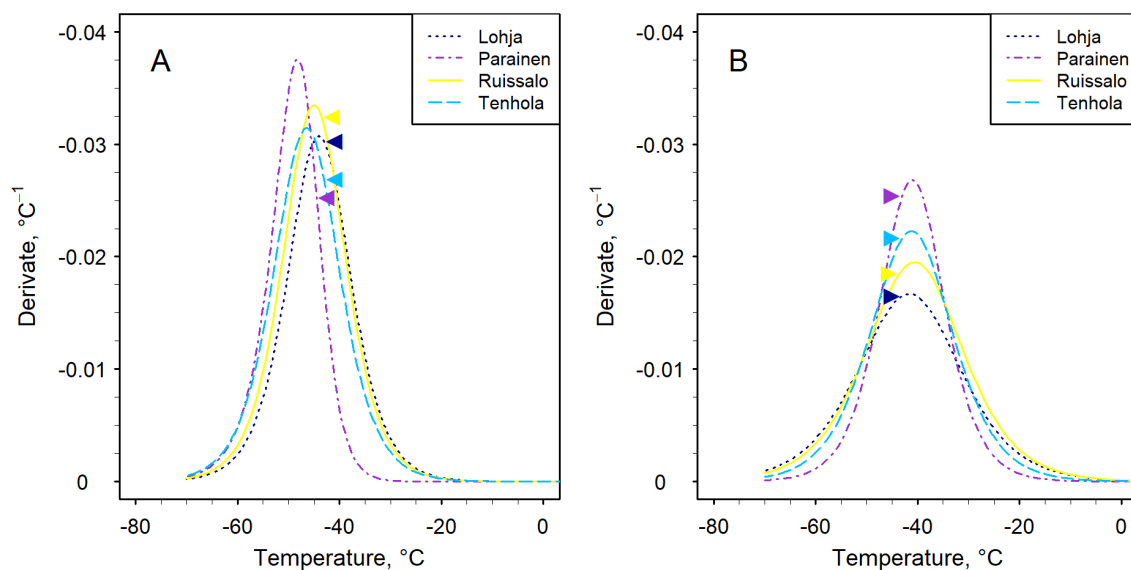 A
Lohja
Parainen
Ruissalo
Tenhola
-0.04
-0.03
-0.02
-0.01
0
Derivate, °C⁻¹
-80 -60 -40 -20 0
Temperature, °C
B
Lohja
Parainen
Ruissalo
Tenhola
-0.04
-0.03
-0.02
-0.01
0
Derivate, °C⁻¹
-80 -60 -40 -20 0
Temperature, °C